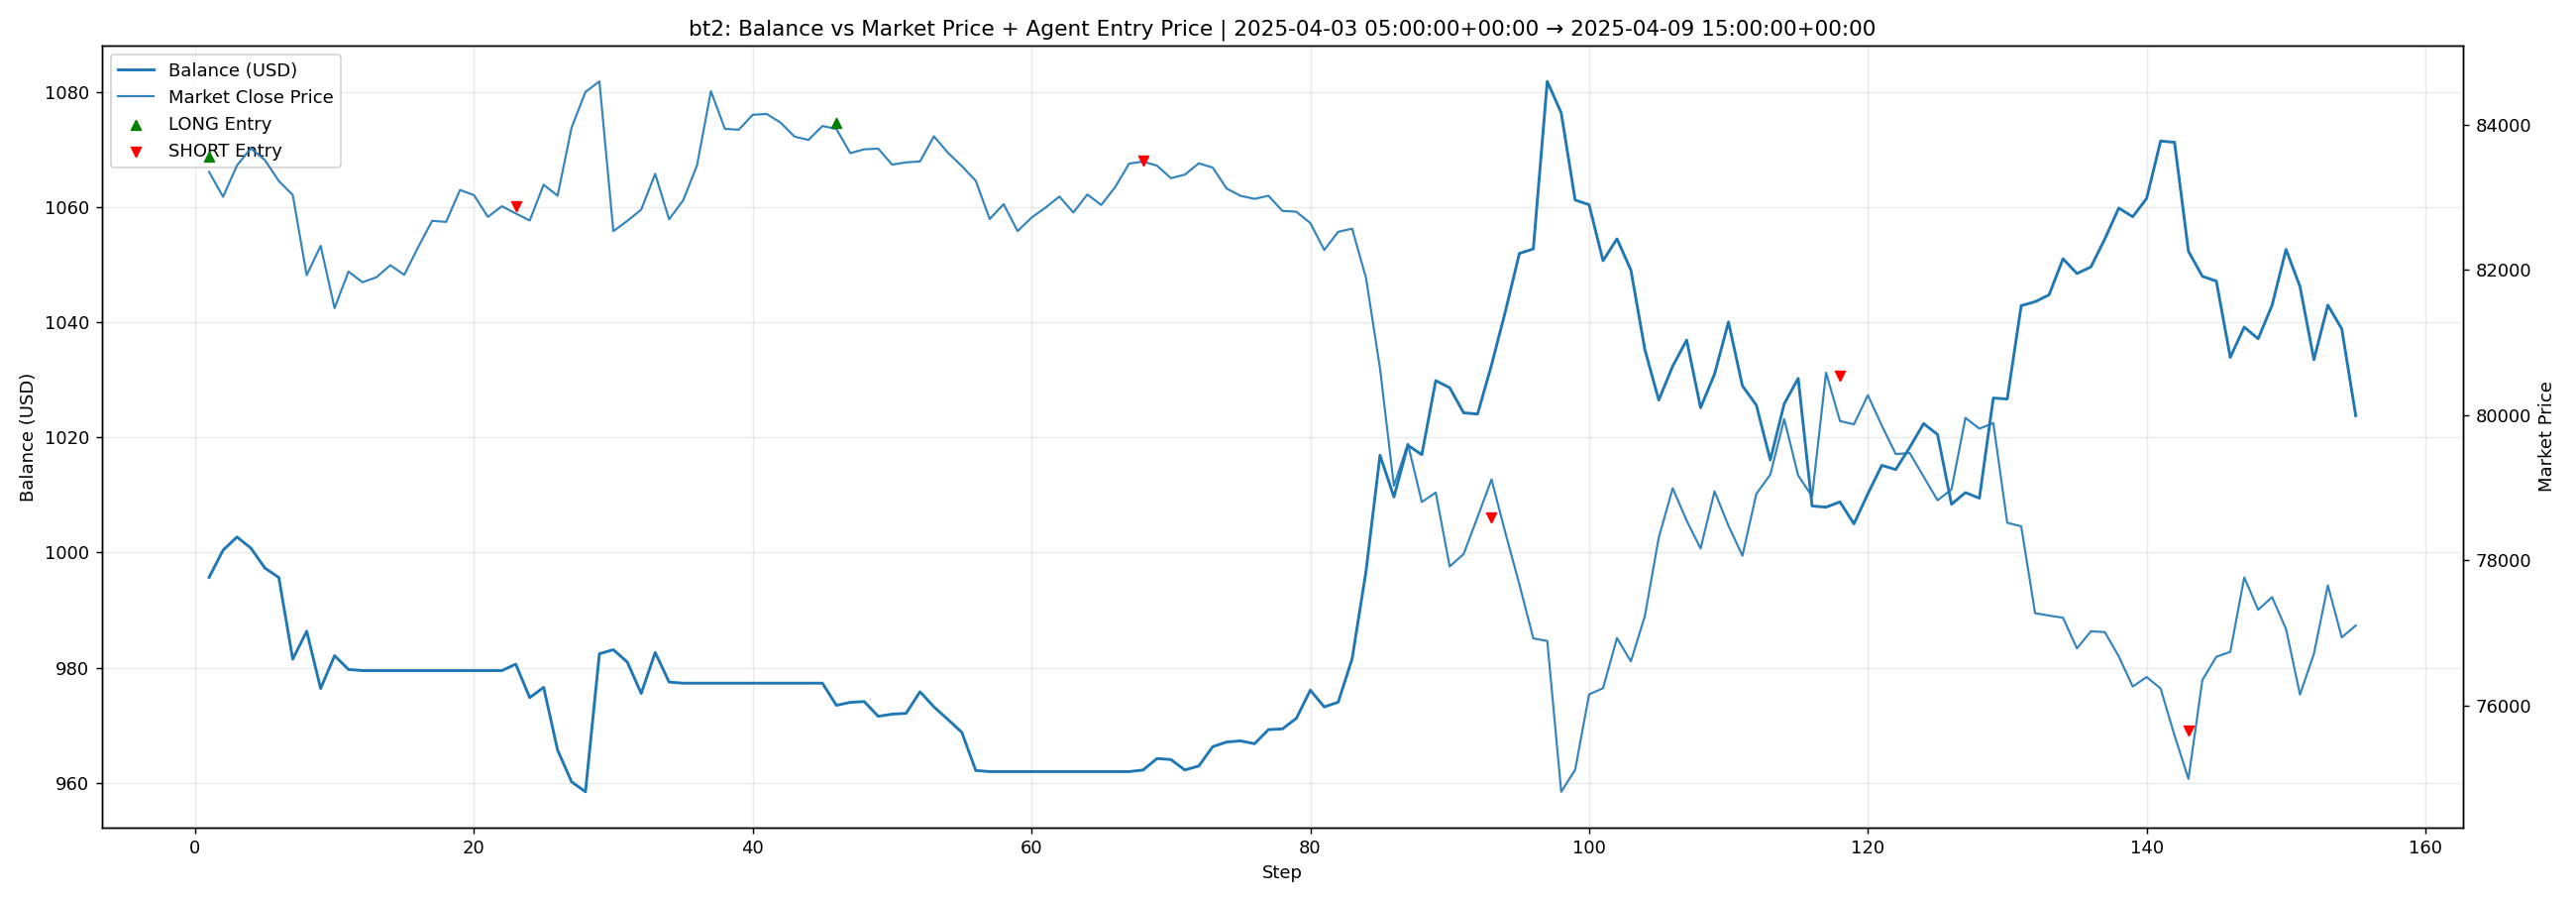 bt2: Balance vs Market Price + Agent Entry Price | 2025-04-03 05:00:00+00:00 → 2025-04-09 15:00:00+00:00
Balance (USD)
Market Close Price
LONG Entry
SHORT Entry
1080
1060
1040
1020
1000
980
960
Balance (USD)
84000
82000
80000
78000
76000
Market Price
0 20 40 60 80 100 120 140 160
Step